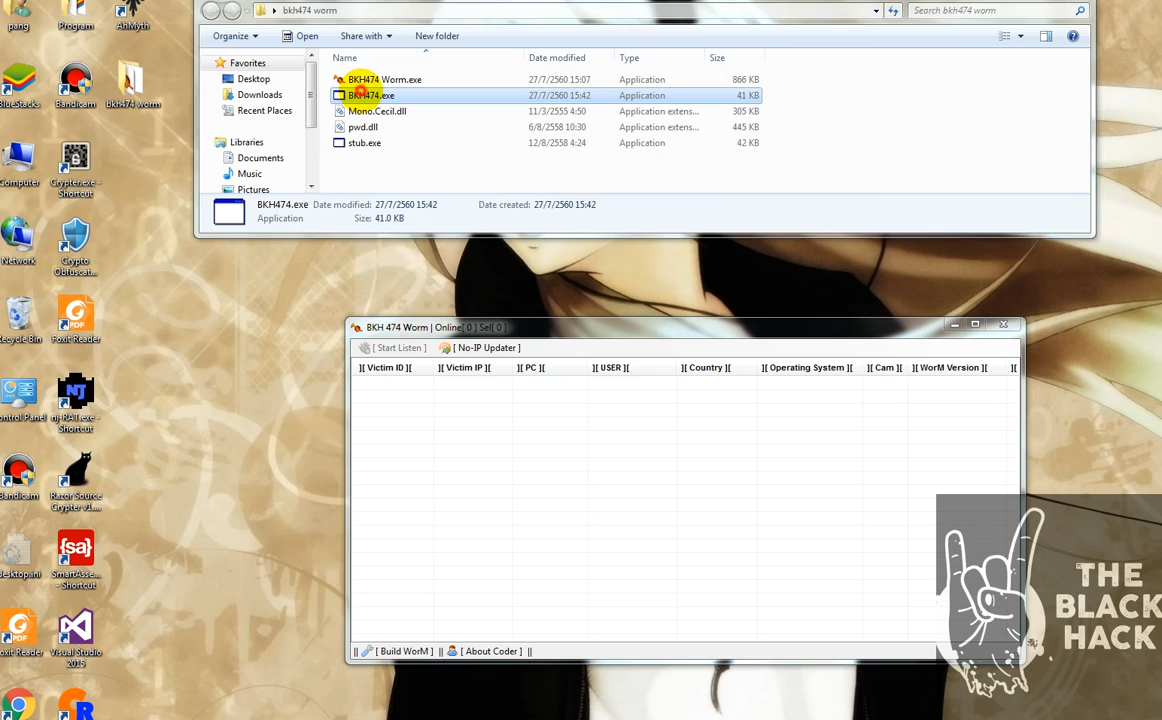 bkh474 worm
Search bkh474 worm
Organize
Open
Share with
New folder
Favorites
Desktop
Downloads
Recent Places
Libraries
Documents
Music
Pictures
Name
Date modified
Type
Size
BKH474 Worm.exe
27/7/2560 15:07
Application
866 KB
BKH474.exe
27/7/2560 15:42
Application
41 KB
Mono.Cecil.dll
11/3/2555 4:50
Application extens...
305 KB
pwd.dll
6/8/2558 10:30
Application extens...
445 KB
stub.exe
12/8/2558 4:24
Application
42 KB
BKH474.exe Date modified: 27/7/2560 15:42 Date created: 27/7/2560 15:42
Application Size: 41.0 KB
pang
Program
AhMyth
BlueStacks
Bandicam
bkh474 worm
Computer
Crypter.exe -
Shortcut
Network
Crypto
Obfuscat...
Recycle Bin
Foxit Reader
Control Panel
nj-RAT.exe -
Shortcut
Bandicam
Razor Source
Crypter v1....
{sa}
desktop.ini
SmartAsse...
- Shortcut
Foxit Reader
Visual Studio
2015
BKH 474 Worm | Online[ 0 ] Sel[ 0 ]
[ Start Listen ]
[ No-IP Updater ]
][ Victim ID ][
][ Victim IP ][
][ PC ][
][ USER ][
][ Country ][
][ Operating System ][
][ Cam ][
][ WorM Version ][
][
|| [ Build WorM ] || [ About Coder ] ||
THE
BLACK
HACK